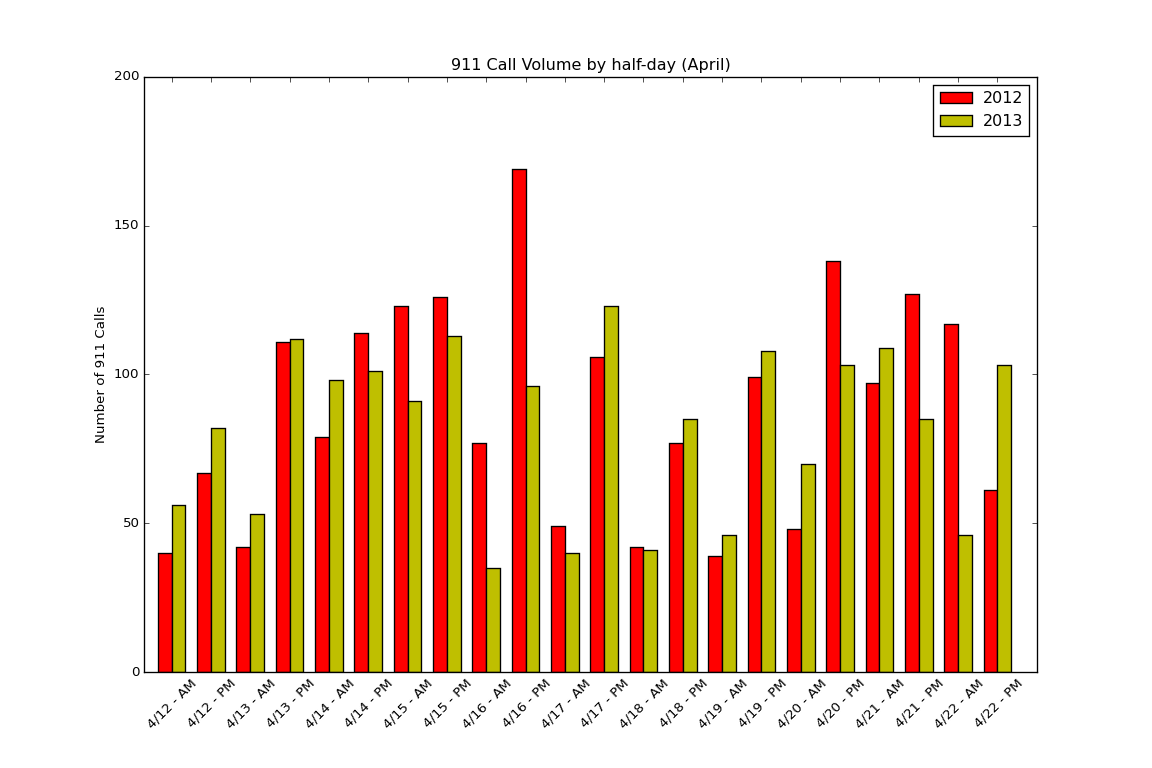 911 Call Volume by half-day (April)
200
150
100
50
0
Number of 911 Calls
2012
2013
4/12 - AM
4/12 - PM
4/13 - AM
4/13 - PM
4/14 - AM
4/14 - PM
4/15 - AM
4/15 - PM
4/16 - AM
4/16 - PM
4/17 - AM
4/17 - PM
4/18 - AM
4/18 - PM
4/19 - AM
4/19 - PM
4/20 - AM
4/20 - PM
4/21 - AM
4/21 - PM
4/22 - AM
4/22 - PM